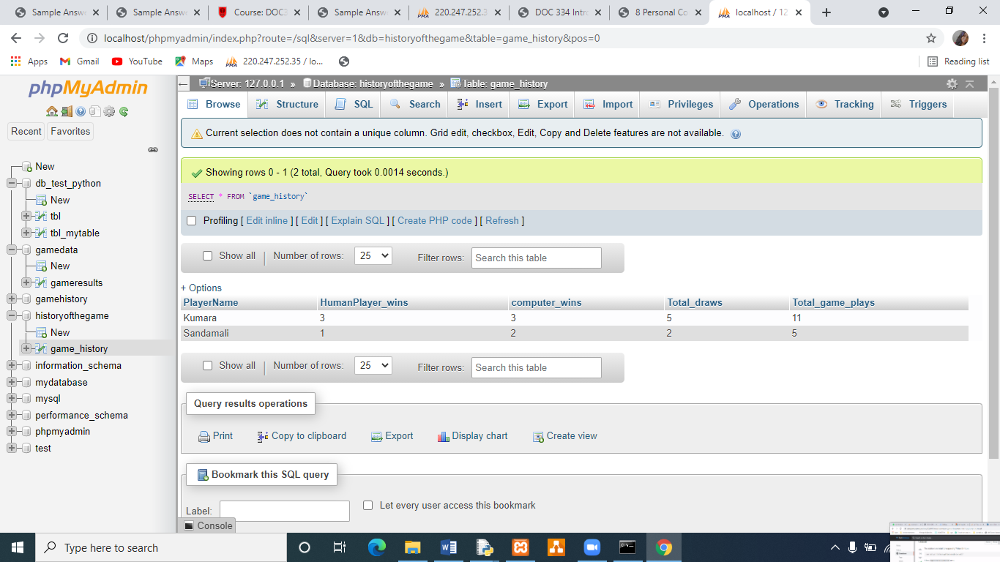 Sample Answ
Sample Answ
Course: DOC3
Sample Answ
220.247.252.3
DOC 334 Intro
8 Personal Co
localhost / 12
localhost/phpmyadmin/index.php?route=/sql&server=1&db=historyofthegame&table=game_history&pos=0
Apps
Gmail
YouTube
Maps
220.247.252.35 / lo...
Reading list
phpMyAdmin
Recent
Favorites
New
db_test_python
New
tbl
tbl_mytable
gamedata
New
gameresults
gamehistory
historyofthegame
New
game_history
information_schema
mydatabase
mysql
performance_schema
phpmyadmin
test
Server: 127.0.0.1 » Database: historyofthegame » Table: game_history
Browse Structure SQL Search Insert Export Import Privileges Operations Tracking Triggers
Current selection does not contain a unique column. Grid edit, checkbox, Edit, Copy and Delete features are not available.
Showing rows 0 - 1 (2 total, Query took 0.0014 seconds.)
SELECT * FROM `game_history`
Profiling [ Edit inline ] [ Edit ] [ Explain SQL ] [ Create PHP code ] [ Refresh ]
Show all Number of rows: 25 Filter rows: Search this table
+ Options
PlayerName HumanPlayer_wins computer_wins Total_draws Total_game_plays
Kumara 3 3 5 11
Sandamali 1 2 2 5
Show all Number of rows: 25 Filter rows: Search this table
Query results operations
Print Copy to clipboard Export Display chart Create view
Bookmark this SQL query
Label: Let every user access this bookmark
Console
Type here to search